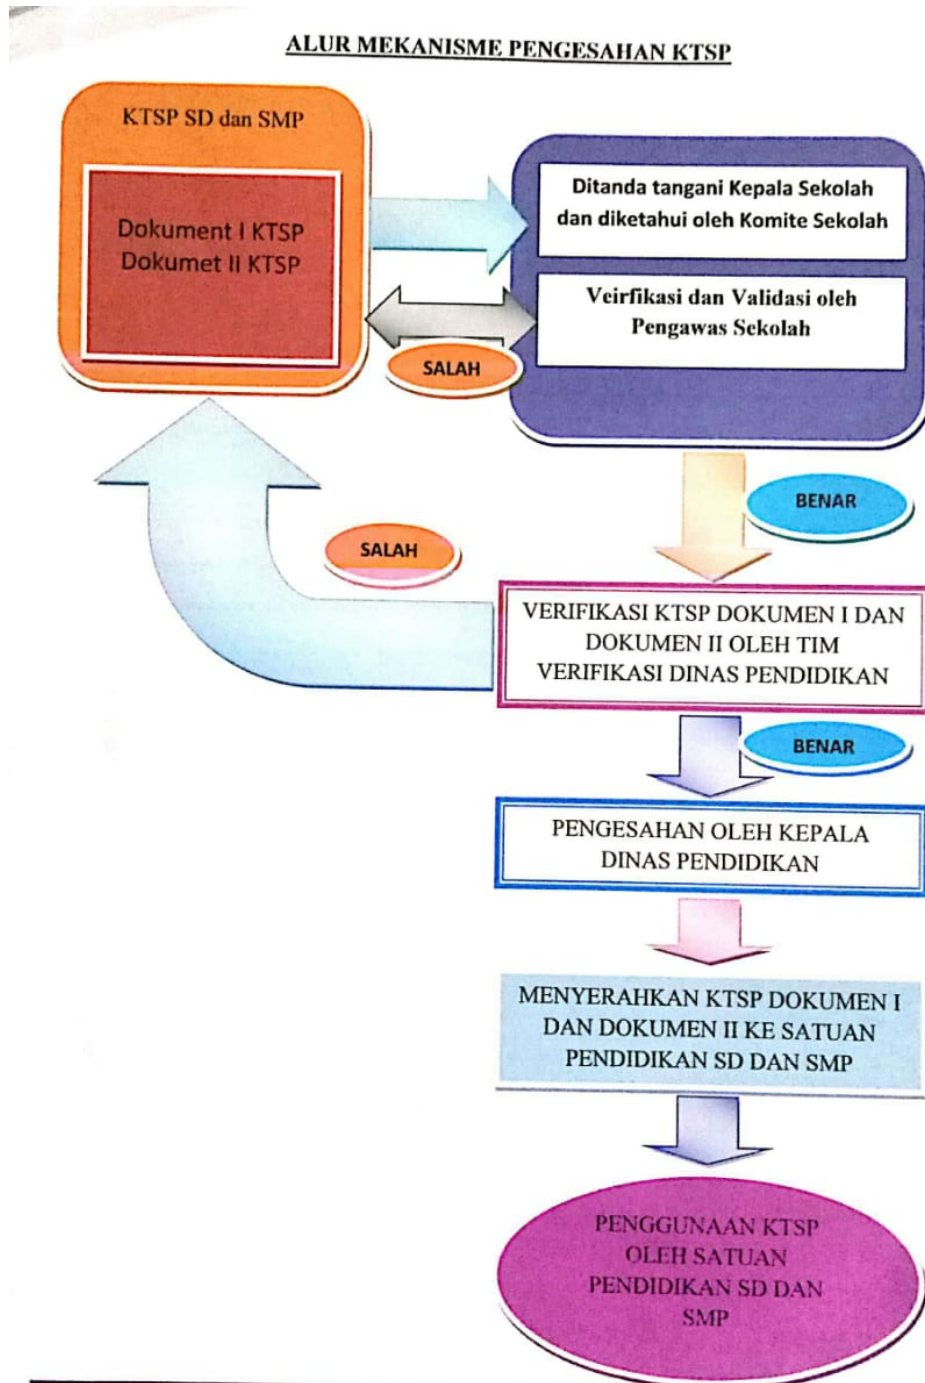 ALUR MEKANISME PENGESAHAN KTSP
KTSP SD dan SMP
Dokument I KTSP
Dokumet II KTSP
Ditanda tangani Kepala Sekolah
dan diketahui oleh Komite Sekolah
Veirfikasi dan Validasi oleh
Pengawas Sekolah
SALAH
BENAR
SALAH
VERIFIKASI KTSP DOKUMEN I DAN
DOKUMEN II OLEH TIM
VERIFIKASI DINAS PENDIDIKAN
BENAR
PENGESAHAN OLEH KEPALA
DINAS PENDIDIKAN
MENYERAHKAN KTSP DOKUMEN I
DAN DOKUMEN II KE SATUAN
PENDIDIKAN SD DAN SMP
PENGGUNAAN KTSP
OLEH SATUAN
PENDIDIKAN SD DAN
SMP